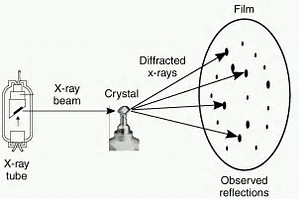 Film
Diffracted
x-rays
X-ray
beam
Crystal
X-ray
tube
Observed
reflections